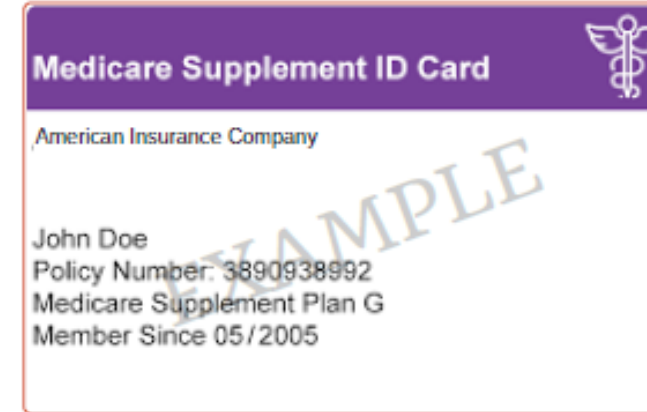 Medicare Supplement ID Card
American Insurance Company
EXAMPLE
John Doe
Policy Number: 3890938992
Medicare Supplement Plan G
Member Since 05/2005